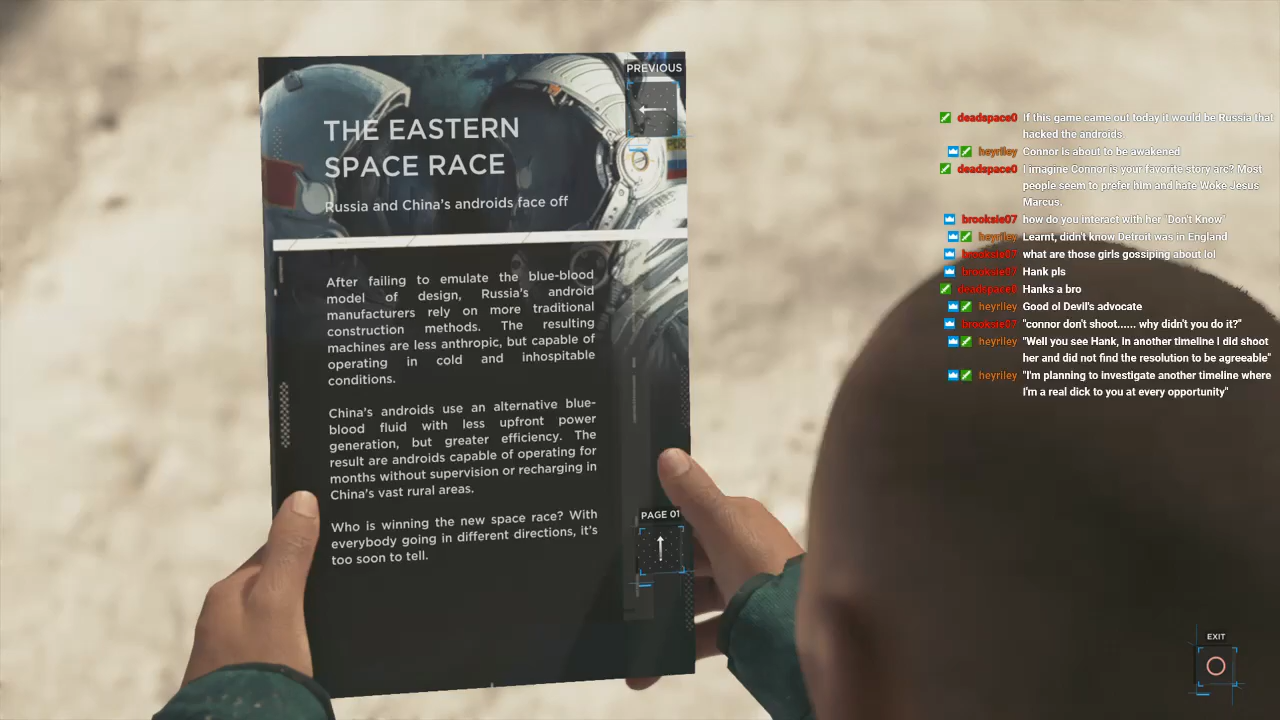 PREVIOUS
THE EASTERN
SPACE RACE
Russia and China's androids face off
After failing to emulate the blue-blood
model of design, Russia's android
manufacturers rely on more traditional
construction methods. The resulting
machines are less anthropic, but capable of
operating in cold and inhospitable
conditions.
China's androids use an alternative blue-
blood fluid with less upfront power
generation, but greater efficiency. The
result are androids capable of operating for
months without supervision or recharging in
China's vast rural areas.
Who is winning the new space race? With
everybody going in different directions, it's
too soon to tell.
PAGE 01
deadspace0 If this game came out today it would be Russia that
hacked the androids
heyriley Connor is about to be awakened
deadspace0 I imagine Connor is your favorite story arc? Most
people seem to prefer him and hate Woke Jesus
Marcus.
brooksie07 how do you interact with her "Don't Know"
heyriley Learnt, didn't know Detroit was in England
brooksie07 what are those girls gossiping about lol
brooksie07 Hank pls
deadspace0 Hanks a bro
heyriley Good ol Devil's advocate
brooksie07 "connor don't shoot...... why didn't you do it?"
heyriley "Well you see Hank, in another timeline I did shoot
her and did not find the resolution to be agreeable"
heyriley "I'm planning to investigate another timeline where
I'm a real dick to you at every opportunity"
EXIT